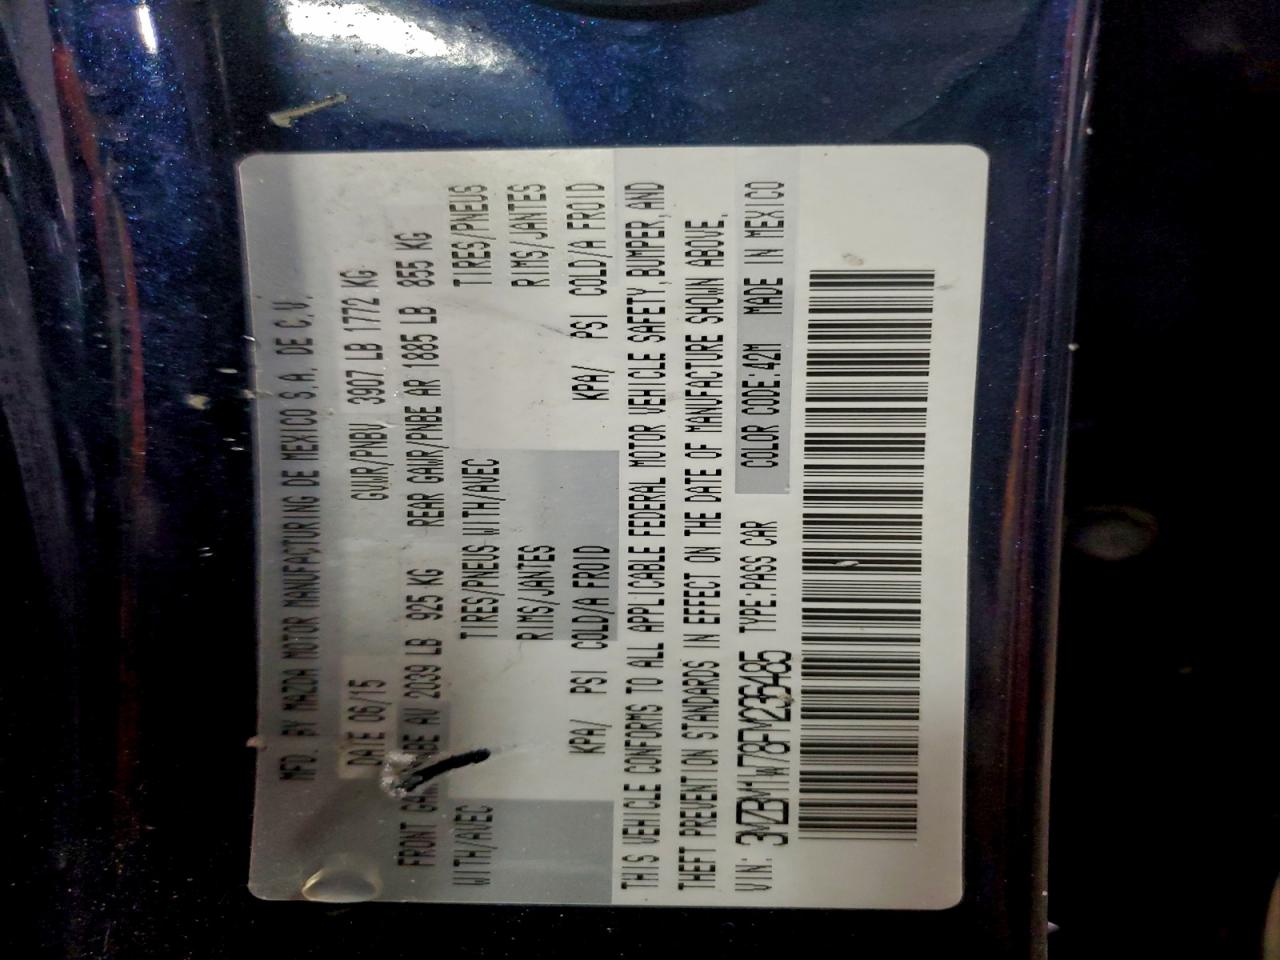 MFD. BY MAZDA MOTOR MANUFACTURING DE MEXICO S.A. DE C.V.
DATE 06/15 GVWR/PNBV 3907 LB 1772 KG
FRONT AV 2039 LB 925 KG REAR GAWR/PNBE AR 1885 LB 855 KG
WITH/AVEC TIRES/PNEUS WITH/AVEC TIRES/PNEUS
RIMS/JANTES RIMS/JANTES
KPA/ PSI COLD/A FROID KPA/ PSI COLD/A FROID
THIS VEHICLE CONFORMS TO ALL APPLICABLE FEDERAL MOTOR VEHICLE SAFETY, BUMPER, AND
THEFT PREVENTION STANDARDS IN EFFECT ON THE DATE OF MANUFACTURE SHOWN ABOVE.
VIN: 3MZBM1W78FM236485 TYPE:PASS CAR COLOR CODE:42M MADE IN MEXICO